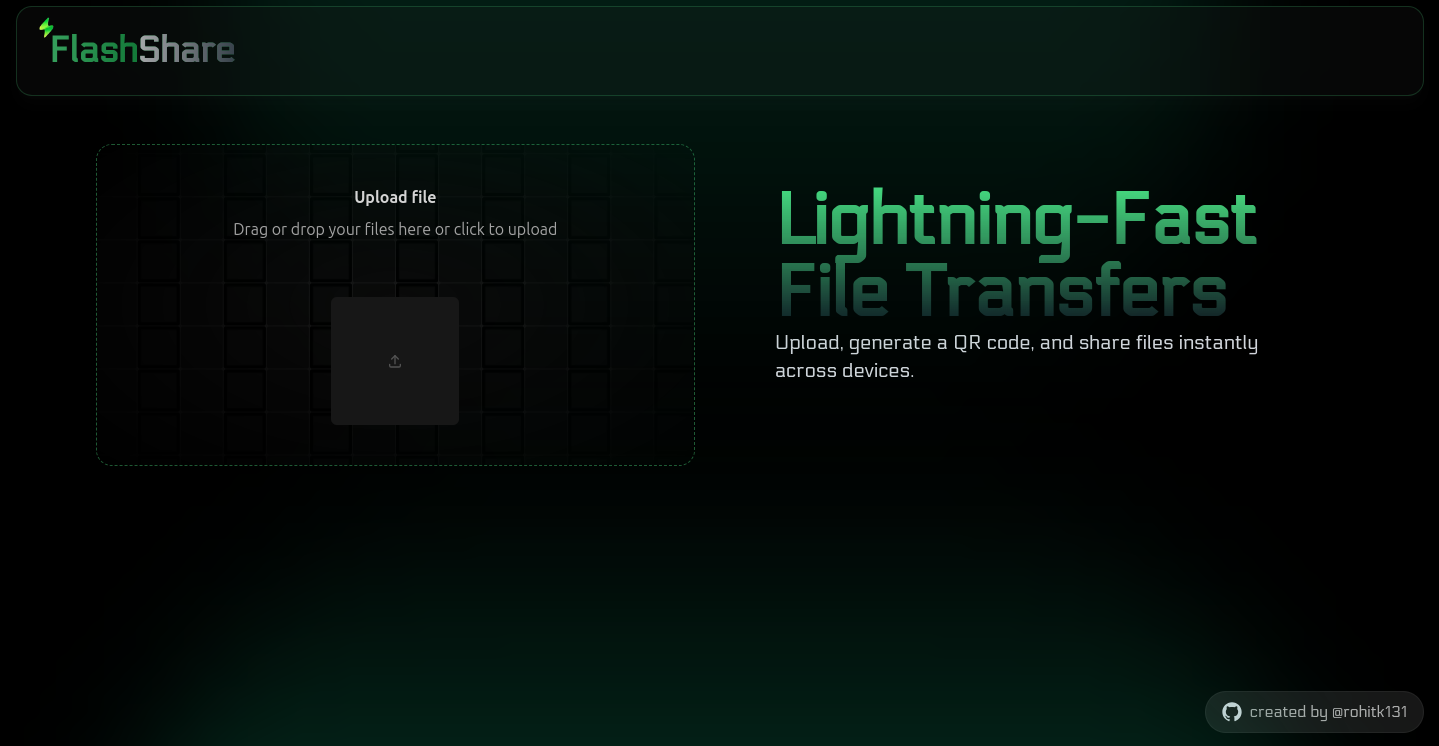 FlashShare
Upload file
Drag or drop your files here or click to upload
Lightning-Fast
File Transfers
Upload, generate a QR code, and share files instantly
across devices.
created by @rohitk131